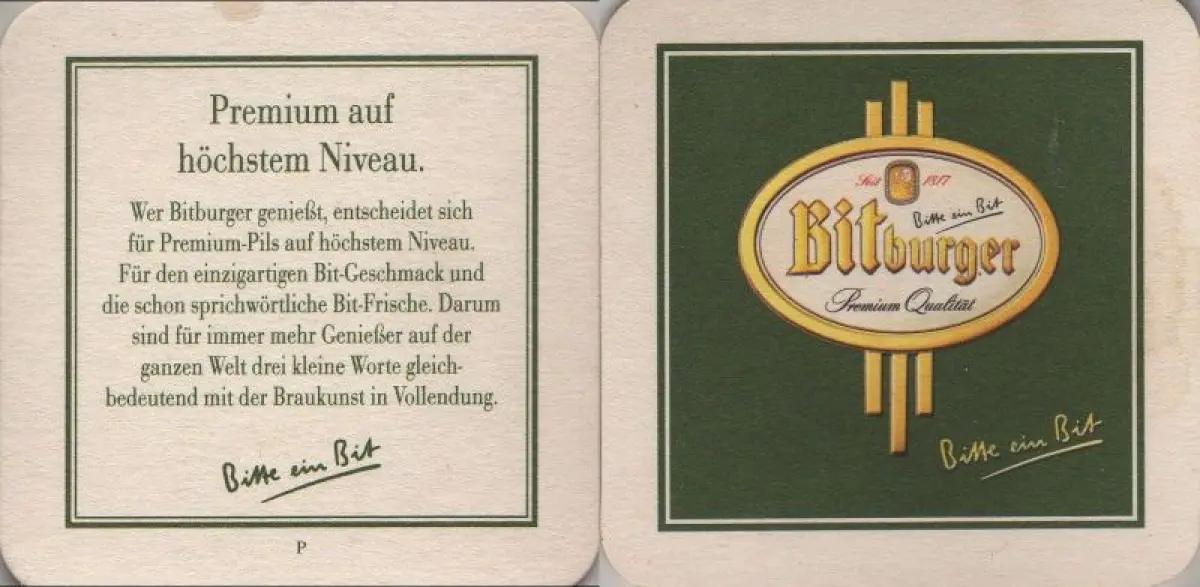 Premium auf
höchstem Niveau.
Wer Bitburger genießt, entscheidet sich
für Premium-Pils auf höchstem Niveau.
Für den einzigartigen Bit-Geschmack und
die schon sprichwörtliche Bit-Frische. Darum
sind für immer mehr Genießer auf der
ganzen Welt drei kleine Worte gleich-
bedeutend mit der Braukunst in Vollendung.
Bitte ein Bit
P
Seit 1817
Bitte ein Bit
Bitburger
Premium Qualität
Bitte ein Bit